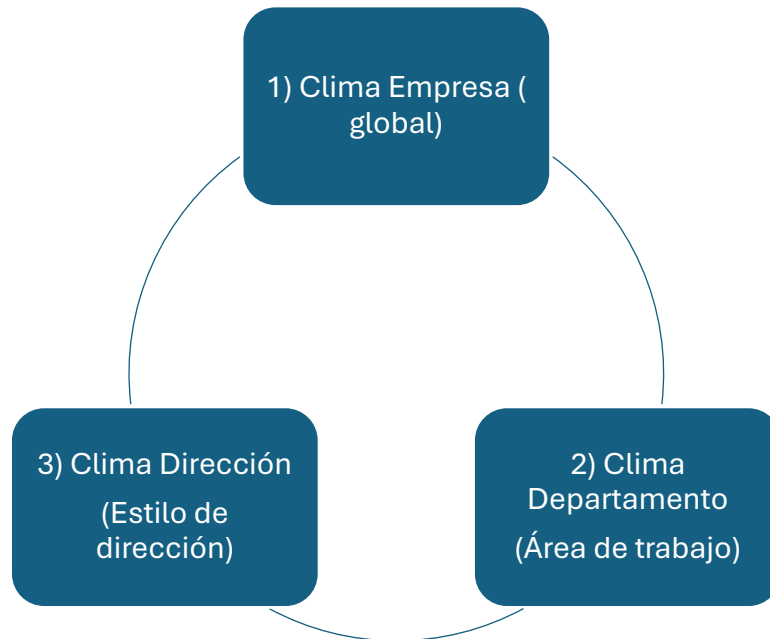 1) Clima Empresa (
global)
2) Clima
Departamento
(Área de trabajo)
3) Clima Dirección
(Estilo de
dirección)